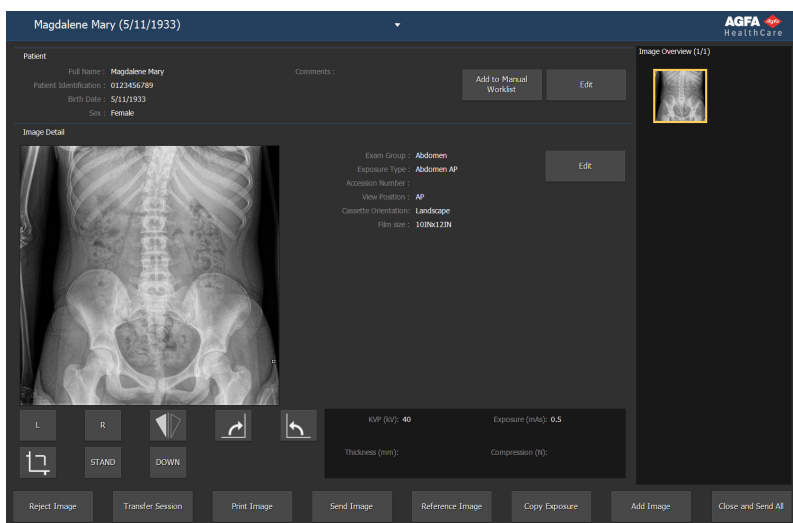 Magdalene Mary (5/11/1933)
AGFA Agfa
HealthCare
Patient
Image Overview (1/1)
Full Name : Magdalene Mary
Comments :
Patient Identification : 0123456789
Birth Date : 5/11/1933
Sex : Female
Add to Manual
Worklist
Edit
Image Detail
Exam Group : Abdomen
Exposure Type : Abdomen AP
Accession Number :
View Position : AP
Cassette Orientation: Landscape
Film size : 10INx12IN
Edit
L
R
STAND
DOWN
KVP (kV): 40
Exposure (mAs): 0.5
Thickness (mm):
Compression (N):
Reject Image
Transfer Session
Print Image
Send Image
Reference Image
Copy Exposure
Add Image
Close and Send All